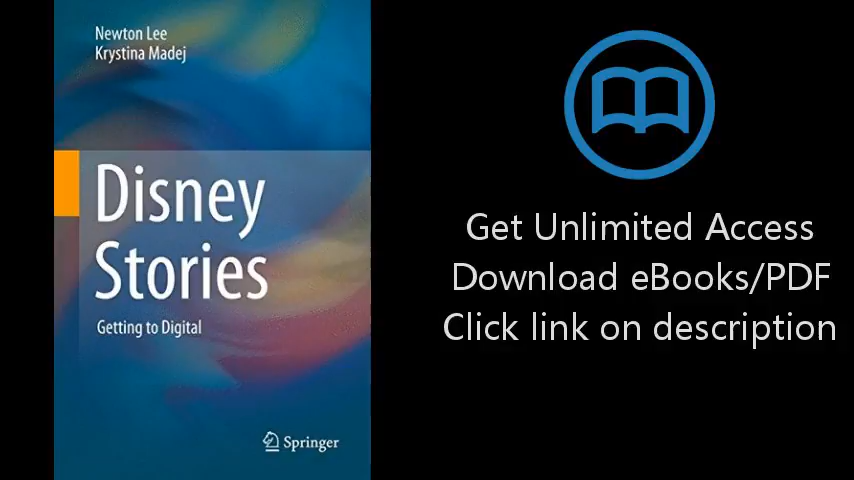 Newton Lee
Krystina Madej
Disney
Stories
Getting to Digital
Springer
Get Unlimited Access
Download eBooks/PDF
Click link on description